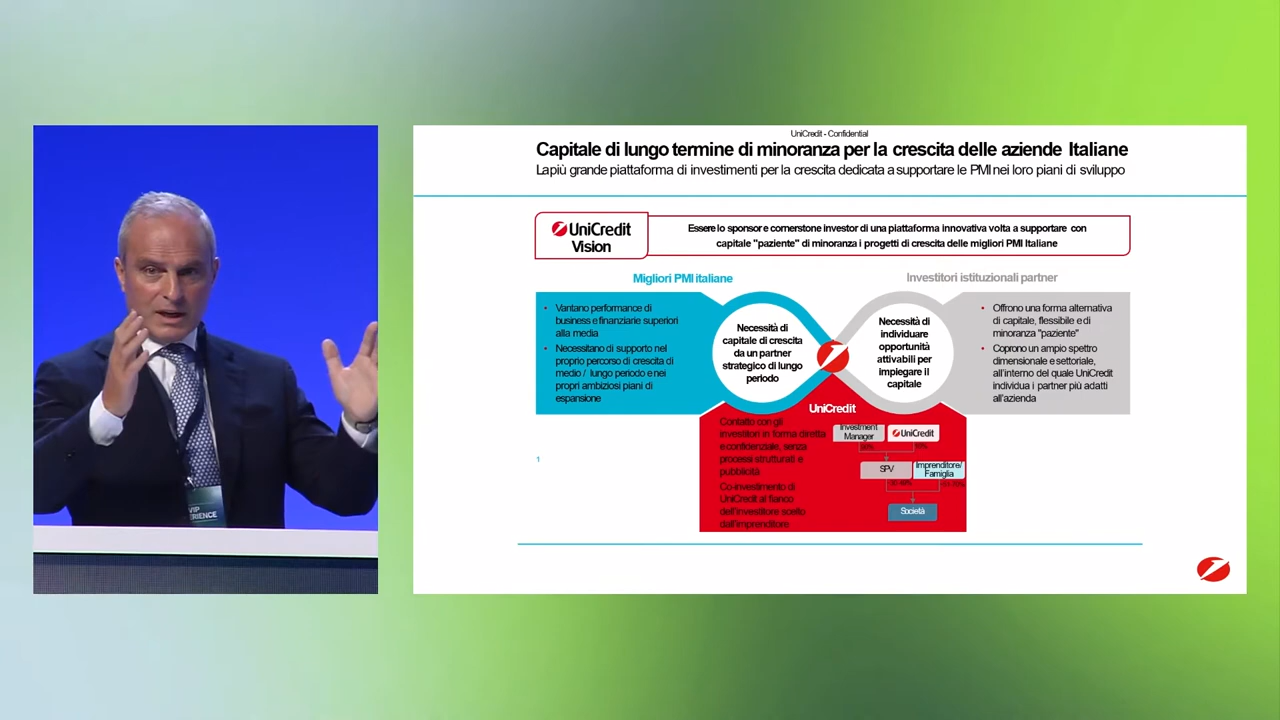 UniCredit - Confidential
Capitale di lungo termine di minoranza per la crescita delle aziende Italiane
La più grande piattaforma di investimenti per la crescita dedicata a supportare le PMI nei loro piani di sviluppo
UniCredit
Vision
Essere lo sponsor e cornerstone investor di una piattaforma innovativa volta a supportare con
capitale "paziente" di minoranza i progetti di crescita delle migliori PMI Italiane
Migliori PMI italiane
• Vantano performance di
business e finanziarie superiori
alla media
• Necessitano di supporto nel
proprio percorso di crescita di
medio / lungo periodo e nei
propri ambiziosi piani di
espansione
Necessità di
capitale di crescita
da un partner
strategico di lungo
periodo
Investitori istituzionali partner
Necessità di
individuare
opportunità
attivabili per
impiegare il
capitale
• Offrono una forma alternativa
di capitale, flessibile e di
minoranza "paziente"
• Coprono un ampio spettro
dimensionale e settoriale,
all'interno del quale UniCredit
individua i partner più adatti
all'azienda
UniCredit
Contatto con gli
investitori in forma diretta
e confidenziale, senza
processi strutturati e
pubblicità
Co-investimento di
UniCredit al fianco
dell'investitore scelto
dall'imprenditore
Investment
Manager
UniCredit
SPV
Imprenditore/
Famiglia
Società
1
VIP
ERIENCE